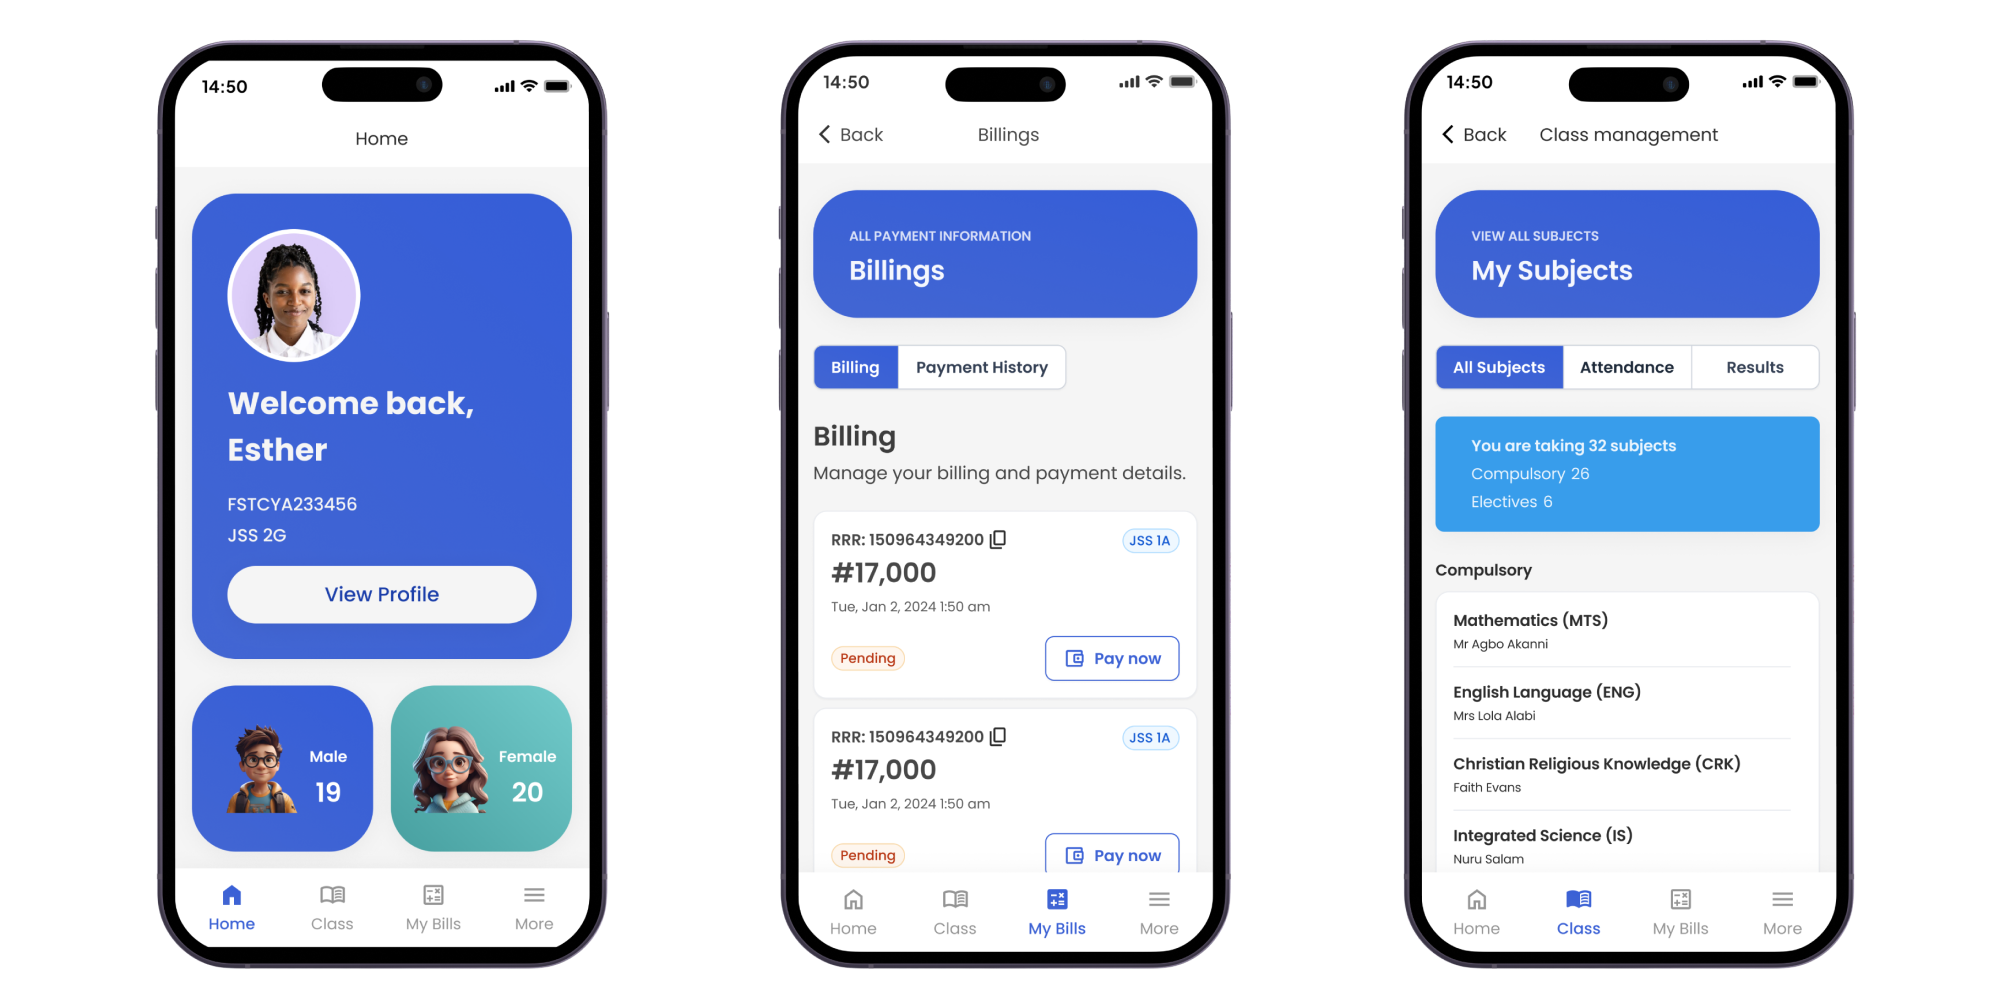 14:50
Home
Welcome back,
Esther
FSTCYA233456
JSS 2G
View Profile
Male
19
Female
20
Home
Class
My Bills
More
14:50
Back
Billings
ALL PAYMENT INFORMATION
Billings
Billing
Payment History
Billing
Manage your billing and payment details.
RRR: 150964349200
JSS 1A
#17,000
Tue, Jan 2, 2024 1:50 am
Pending
Pay now
RRR: 150964349200
JSS 1A
#17,000
Tue, Jan 2, 2024 1:50 am
Pending
Pay now
Home
Class
My Bills
More
14:50
Back
Class management
VIEW ALL SUBJECTS
My Subjects
All Subjects
Attendance
Results
You are taking 32 subjects
Compulsory 26
Electives 6
Compulsory
Mathematics (MTS)
Mr Agbo Akanni
English Language (ENG)
Mrs Lola Alabi
Christian Religious Knowledge (CRK)
Faith Evans
Integrated Science (IS)
Nuru Salam
Home
Class
My Bills
More